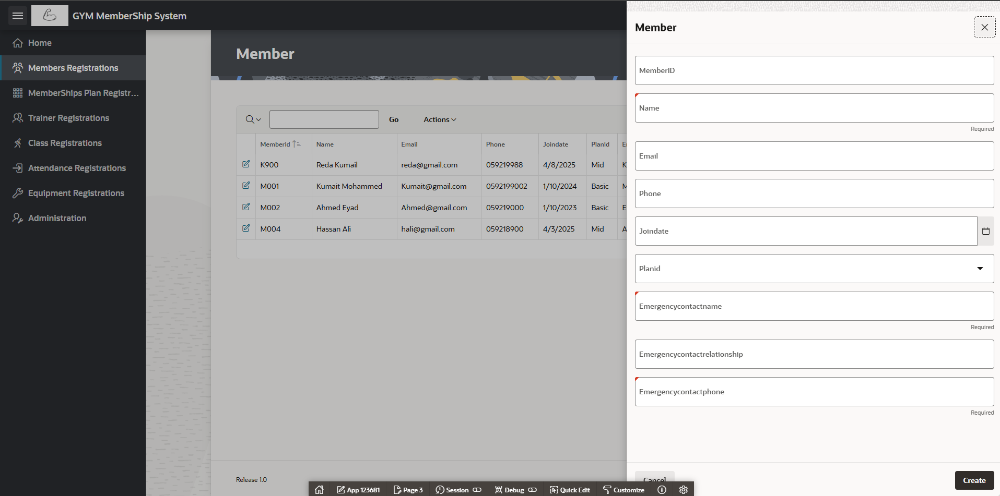 GYM MemberShip System
Home
Members Registrations
MemberShips Plan Registr...
Trainer Registrations
Class Registrations
Attendance Registrations
Equipment Registrations
Administration
Member
Go Actions
Memberid Name Email Phone Joindate Planid E
K900 Reda Kumail reda@gmail.com 059219988 4/8/2025 Mid K
M001 Kumait Mohammed Kumait@gmail.com 0592199002 1/10/2024 Basic M
M002 Ahmed Eyad Ahmed@gmail.com 059219000 1/10/2023 Basic E
M004 Hassan Ali hali@gmail.com 059218900 4/3/2025 Mid A
Release 1.0
Member
MemberID
Name
Required
Email
Phone
Joindate
Planid
Emergencycontactname
Required
Emergencycontactrelationship
Emergencycontactphone
Required
Cancel Create
App 123681 Page 3 Session Debug Quick Edit Customize